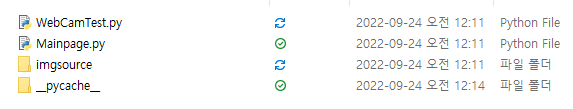 WebCamTest.py 2022-09-24 오전 12:11 Python File
Mainpage.py 2022-09-24 오전 12:11 Python File
imgsource 2022-09-24 오전 12:11 파일 폴더
__pycache__ 2022-09-24 오전 12:14 파일 폴더